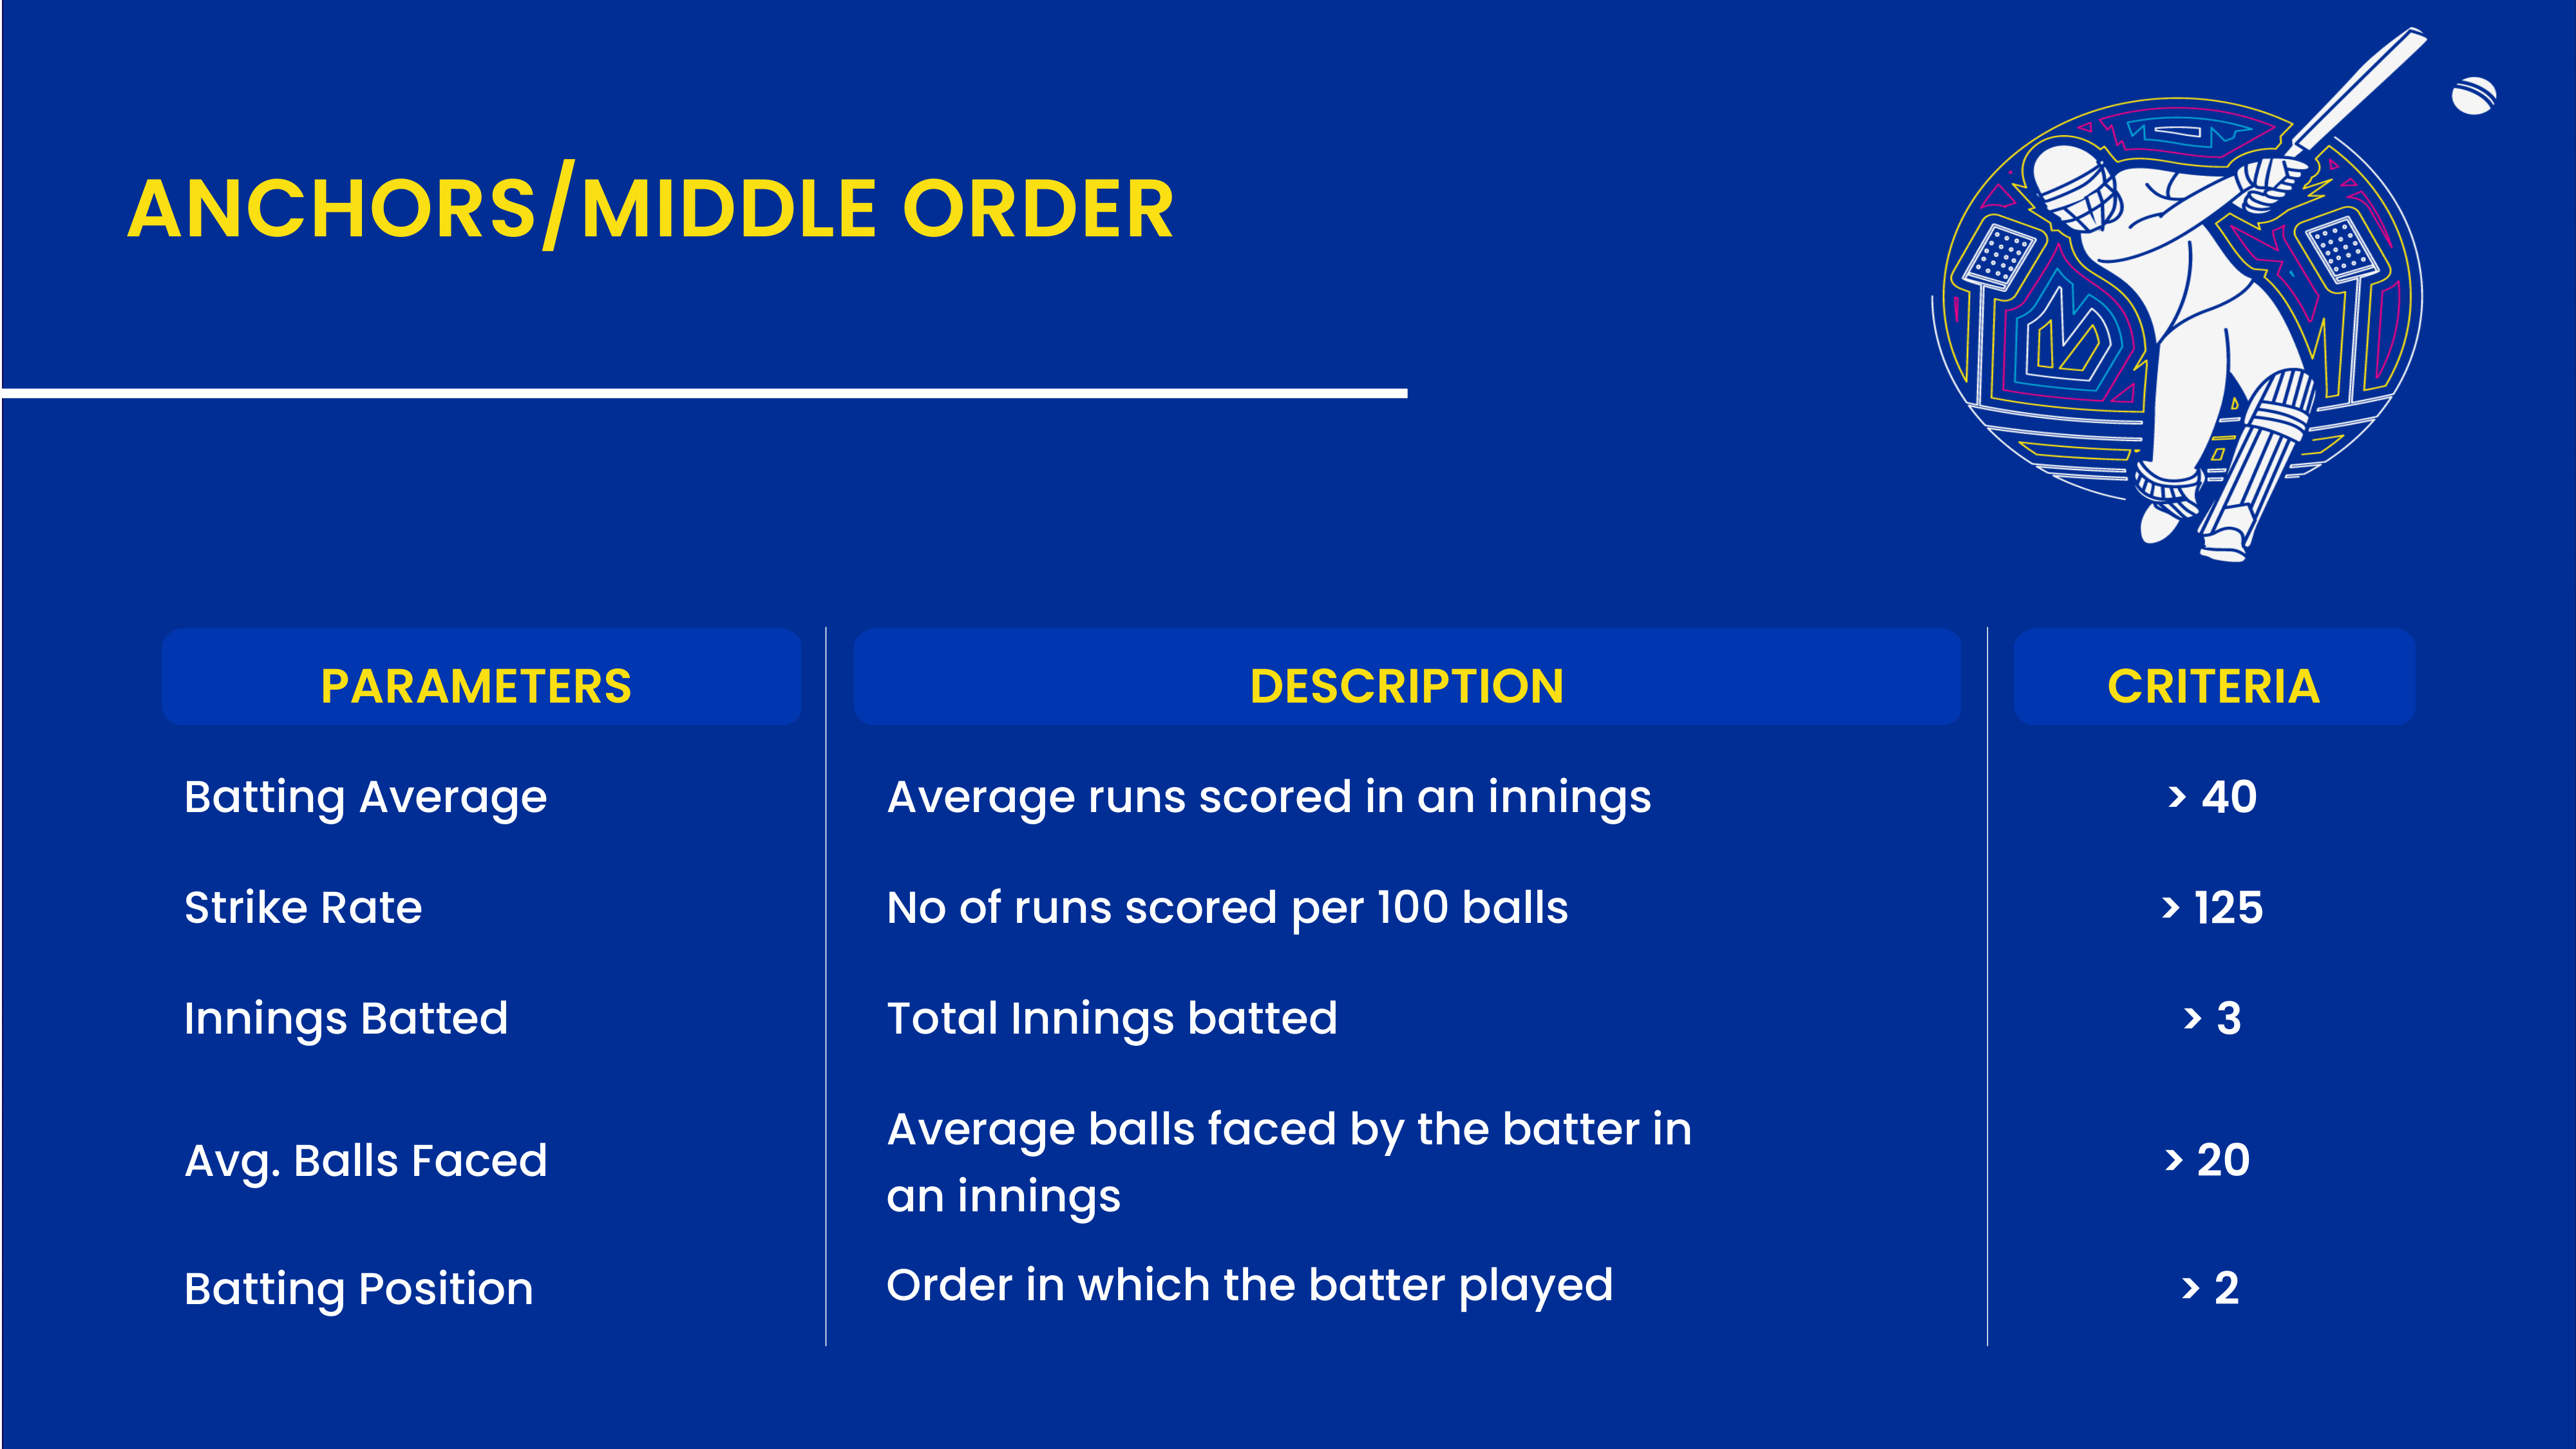 ANCHORS/MIDDLE ORDER
PARAMETERS DESCRIPTION CRITERIA
Batting Average Average runs scored in an innings > 40
Strike Rate No of runs scored per 100 balls > 125
Innings Batted Total Innings batted > 3
Avg. Balls Faced Average balls faced by the batter in
an innings > 20
Batting Position Order in which the batter played > 2